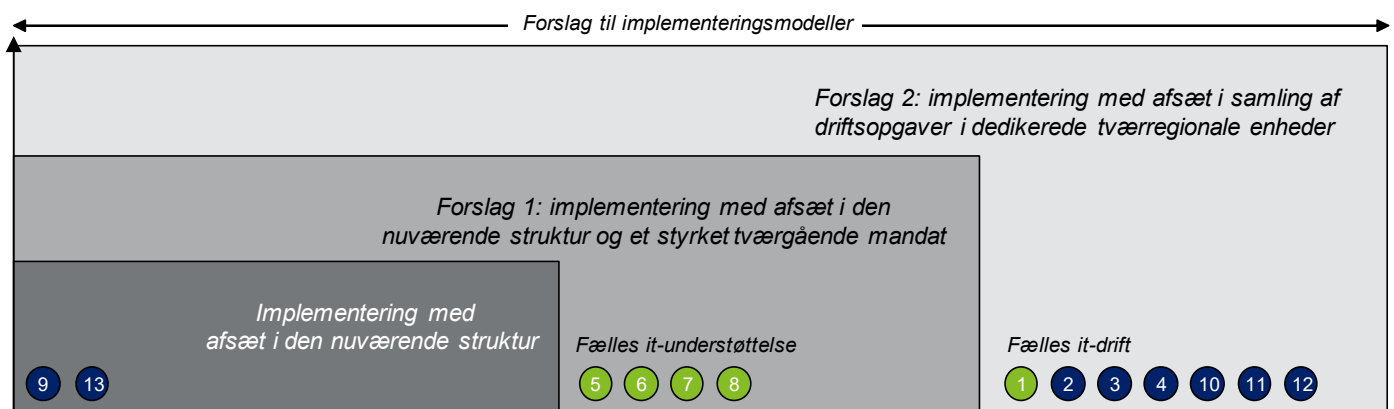 Forslag til implementeringsmodeller
Forslag 2: implementering med afsæt i samling af
driftsopgaver i dedikerede tværregionale enheder
Forslag 1: implementering med afsæt i den
nuværende struktur og et styrket tværgående mandat
Implementering med
afsæt i den nuværende struktur
Fælles it-understøttelse
Fælles it-drift
9 13
5 6 7 8
1 2 3 4 10 11 12